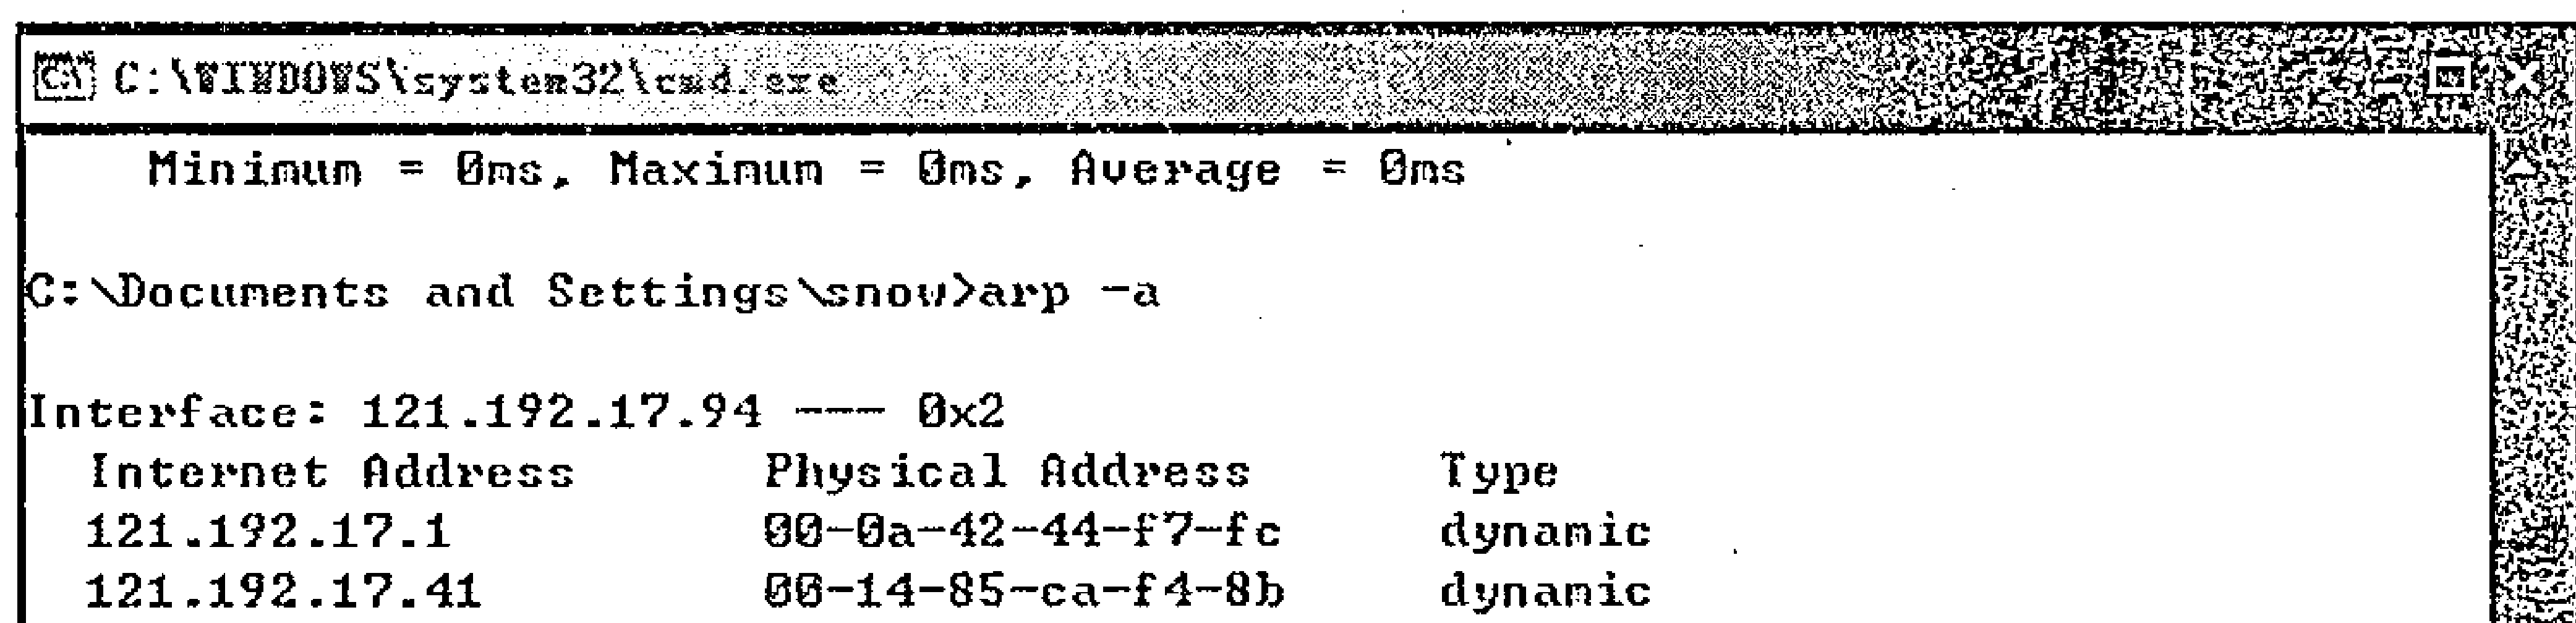 C:\WINDOWS\system32\cmd.exe
    Minimum = 0ms, Maximum = 0ms, Average = 0ms
C:\Documents and Settings\snow>arp -a
Interface: 121.192.17.94 --- 0x2
  Internet Address      Physical Address      Type
  121.192.17.1          00-0a-42-44-f7-fc     dynamic
  121.192.17.41         00-14-85-ca-f4-8b     dynamic